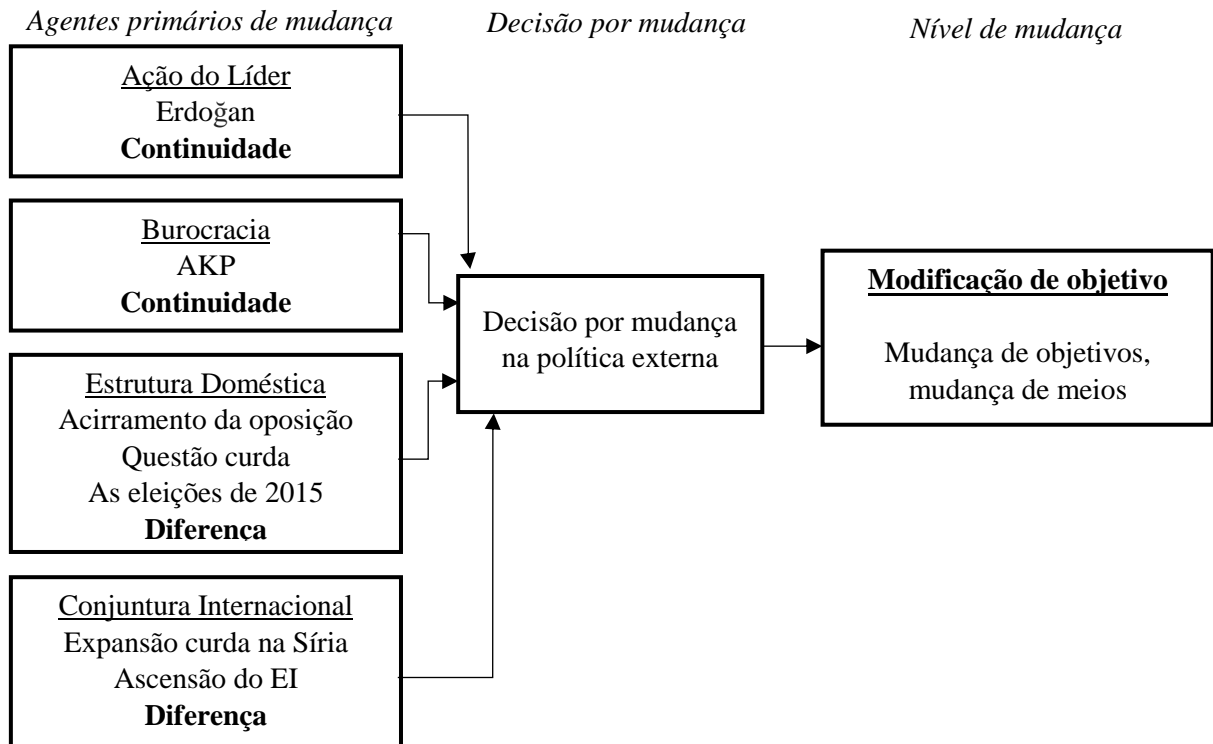 Agentes primários de mudança
Decisão por mudança
Nível de mudança
Ação do Líder
Erdoğan
Continuidade
Burocracia
AKP
Continuidade
Estrutura Doméstica
Acirramento da oposição
Questão curda
As eleições de 2015
Diferença
Conjuntura Internacional
Expansão curda na Síria
Ascensão do EI
Diferença
Decisão por mudança
na política externa
Modificação de objetivo
Mudança de objetivos,
mudança de meios